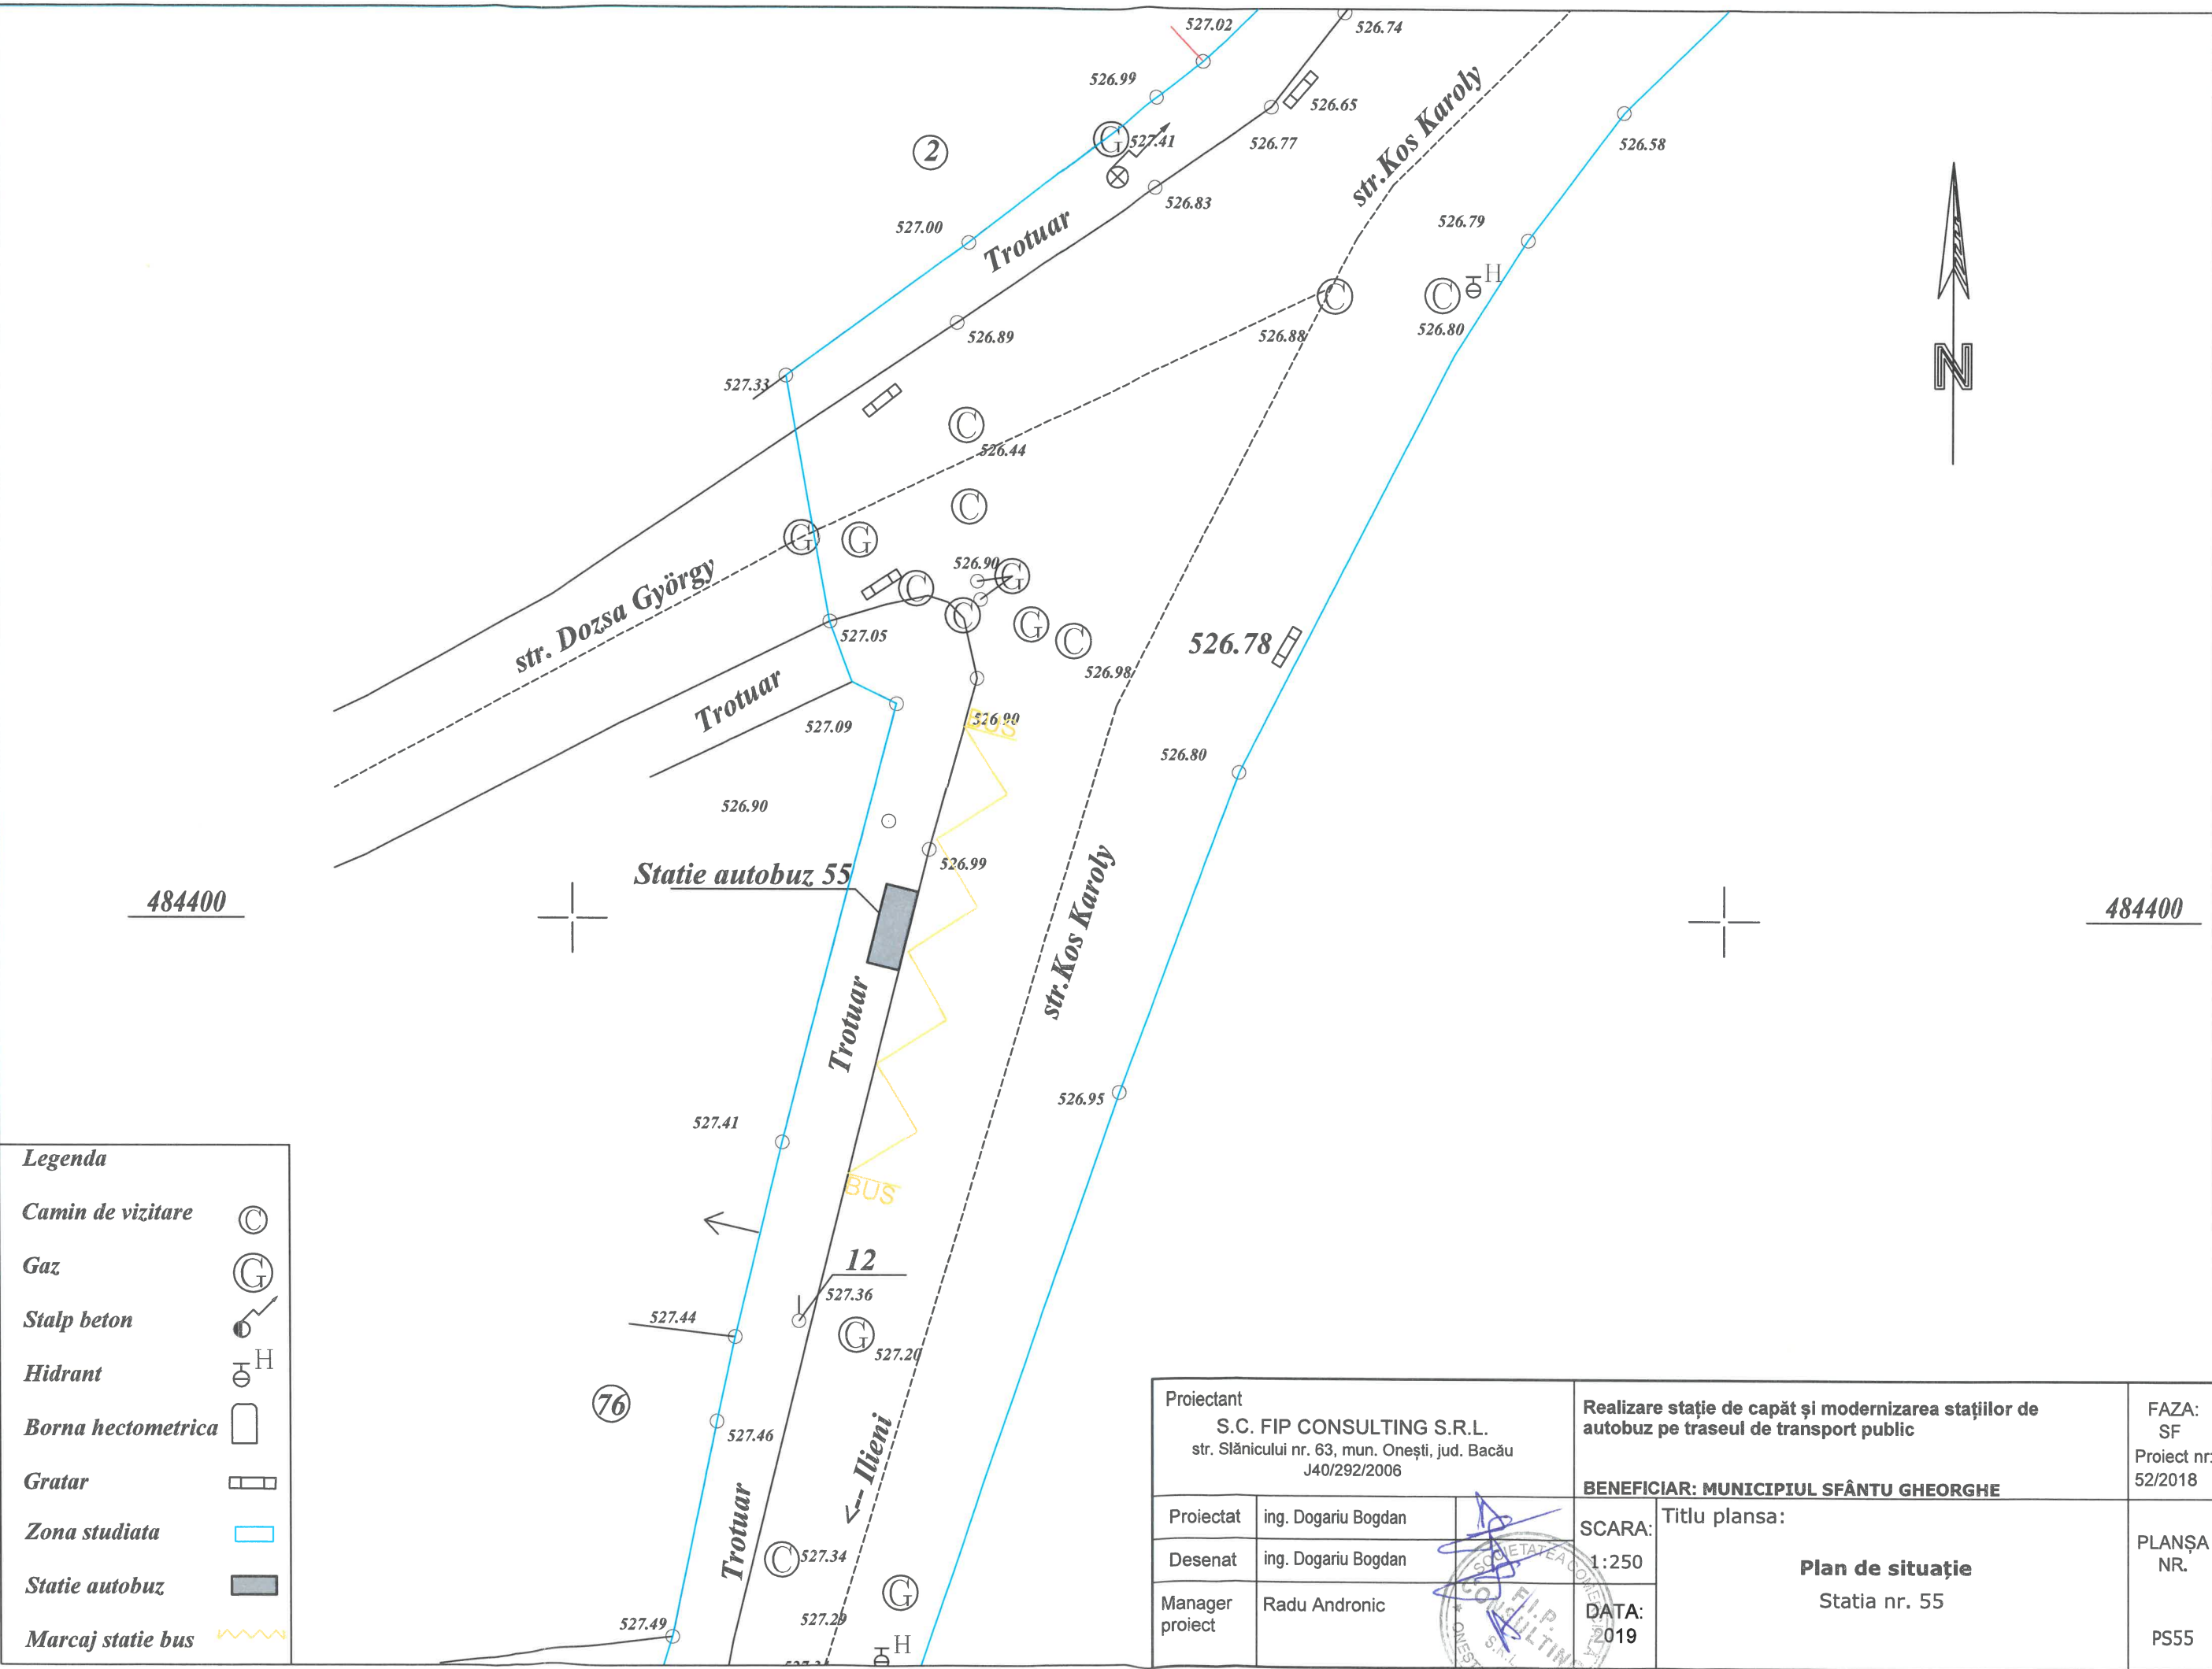 527.02
526.74
526.99
526.65
527.41
526.77
526.58
2
526.83
str.Kos Karoly
527.00
Trotuar
526.79
H
526.88
526.80
526.89
527.33
N
C
C
C
526.44
C
G
G
G
526.90
G
C
C
G
C
str. Dozsa György
527.05
526.78
526.98
Trotuar
527.09
526.90
BUS
526.80
526.90
526.99
Statie autobuz 55
484400
484400
str.Kos Karoly
Trotuar
526.95
527.41
BUS
12
527.36
527.44
G
527.20
76
527.46
<-- Ilieni
Trotuar
C
527.34
G
527.49
527.29
H
Legenda
Camin de vizitare C
Gaz G
Stalp beton
Hidrant H
Borna hectometrica
Gratar
Zona studiata
Statie autobuz
Marcaj statie bus
Proiectant
S.C. FIP CONSULTING S.R.L.
str. Slănicului nr. 63, mun. Onești, jud. Bacău
J40/292/2006
Realizare stație de capăt și modernizarea stațiilor de
autobuz pe traseul de transport public
BENEFICIAR: MUNICIPIUL SFÂNTU GHEORGHE
FAZA:
SF
Proiect nr:
52/2018
Proiectat ing. Dogariu Bogdan
Desenat ing. Dogariu Bogdan
Manager
proiect
Radu Andronic
SCARA:
1:250
DATA:
2019
Titlu plansa:
Plan de situație
Statia nr. 55
PLANȘA
NR.
PS55
SOCIETATEA COMERCIALĂ
F.I.P.
CONSULTING
S.R.L.